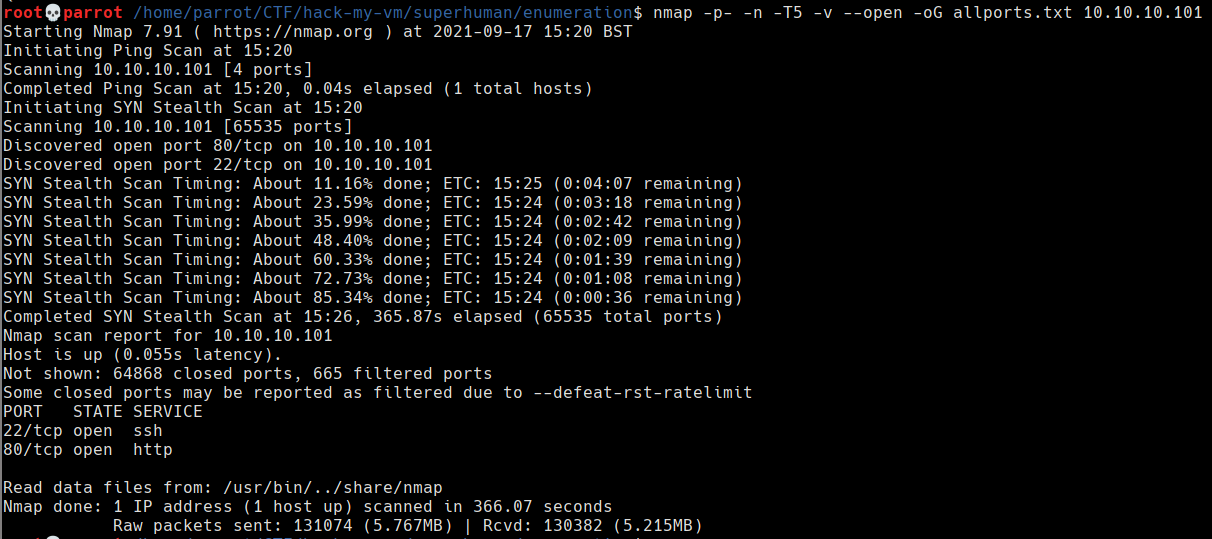 root💀parrot /home/parrot/CTF/hack-my-vm/superhuman/enumeration$ nmap -p- -n -T5 -v --open -oG allports.txt 10.10.10.101
Starting Nmap 7.91 ( https://nmap.org ) at 2021-09-17 15:20 BST
Initiating Ping Scan at 15:20
Scanning 10.10.10.101 [4 ports]
Completed Ping Scan at 15:20, 0.04s elapsed (1 total hosts)
Initiating SYN Stealth Scan at 15:20
Scanning 10.10.10.101 [65535 ports]
Discovered open port 80/tcp on 10.10.10.101
Discovered open port 22/tcp on 10.10.10.101
SYN Stealth Scan Timing: About 11.16% done; ETC: 15:25 (0:04:07 remaining)
SYN Stealth Scan Timing: About 23.59% done; ETC: 15:24 (0:03:18 remaining)
SYN Stealth Scan Timing: About 35.99% done; ETC: 15:24 (0:02:42 remaining)
SYN Stealth Scan Timing: About 48.40% done; ETC: 15:24 (0:02:09 remaining)
SYN Stealth Scan Timing: About 60.33% done; ETC: 15:24 (0:01:39 remaining)
SYN Stealth Scan Timing: About 72.73% done; ETC: 15:24 (0:01:08 remaining)
SYN Stealth Scan Timing: About 85.34% done; ETC: 15:24 (0:00:36 remaining)
Completed SYN Stealth Scan at 15:26, 365.87s elapsed (65535 total ports)
Nmap scan report for 10.10.10.101
Host is up (0.055s latency).
Not shown: 64868 closed ports, 665 filtered ports
Some closed ports may be reported as filtered due to --defeat-rst-ratelimit
PORT   STATE SERVICE
22/tcp open  ssh
80/tcp open  http
Read data files from: /usr/bin/../share/nmap
Nmap done: 1 IP address (1 host up) scanned in 366.07 seconds
Raw packets sent: 131074 (5.767MB) | Rcvd: 130382 (5.215MB)